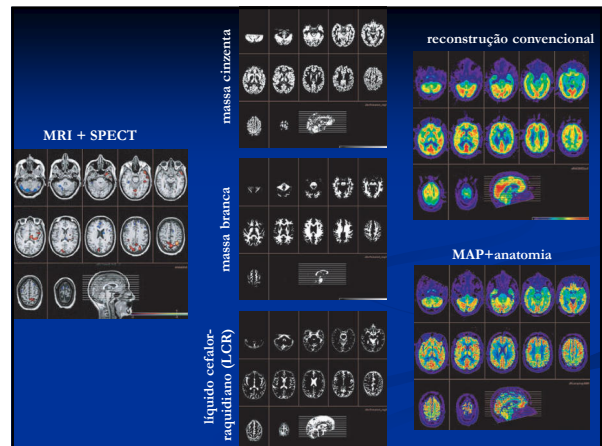 MRI + SPECT
massa cinzenta
massa branca
líquido cefalor-
raquidiano (LCR)
reconstrução convencional
MAP+anatomia